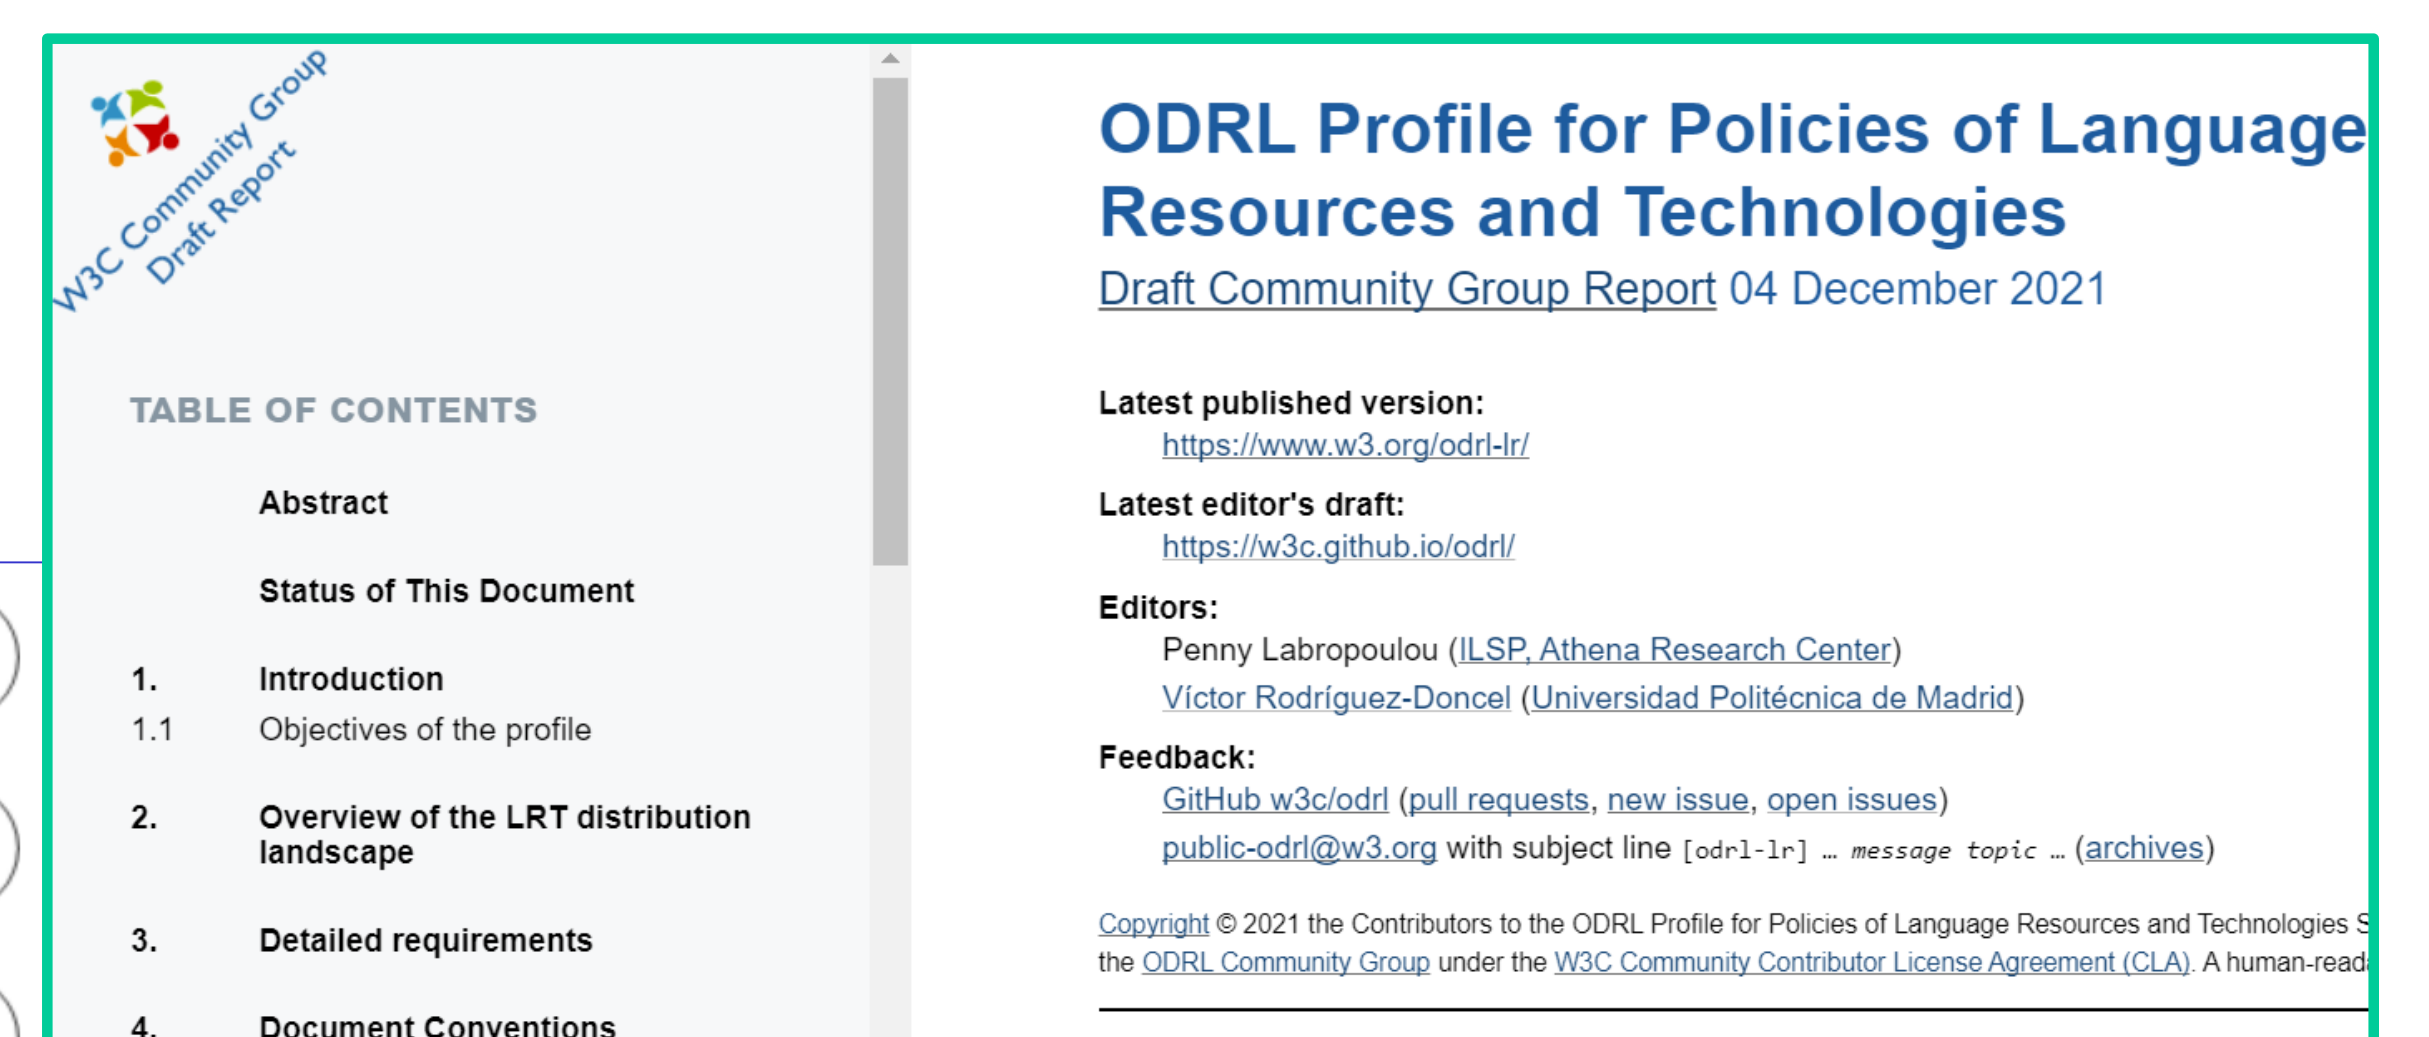 W3C Community Group
Draft Report
TABLE OF CONTENTS
Abstract
Status of This Document
1. Introduction
1.1 Objectives of the profile
2. Overview of the LRT distribution
landscape
3. Detailed requirements
4. Document Conventions
ODRL Profile for Policies of Language
Resources and Technologies
Draft Community Group Report 04 December 2021
Latest published version:
https://www.w3.org/odrl-lr/
Latest editor's draft:
https://w3c.github.io/odrl/
Editors:
Penny Labropoulou (ILSP, Athena Research Center)
Víctor Rodríguez-Doncel (Universidad Politécnica de Madrid)
Feedback:
GitHub w3c/odrl (pull requests, new issue, open issues)
public-odrl@w3.org with subject line [odrl-lr] … message topic … (archives)
Copyright © 2021 the Contributors to the ODRL Profile for Policies of Language Resources and Technologies
the ODRL Community Group under the W3C Community Contributor License Agreement (CLA). A